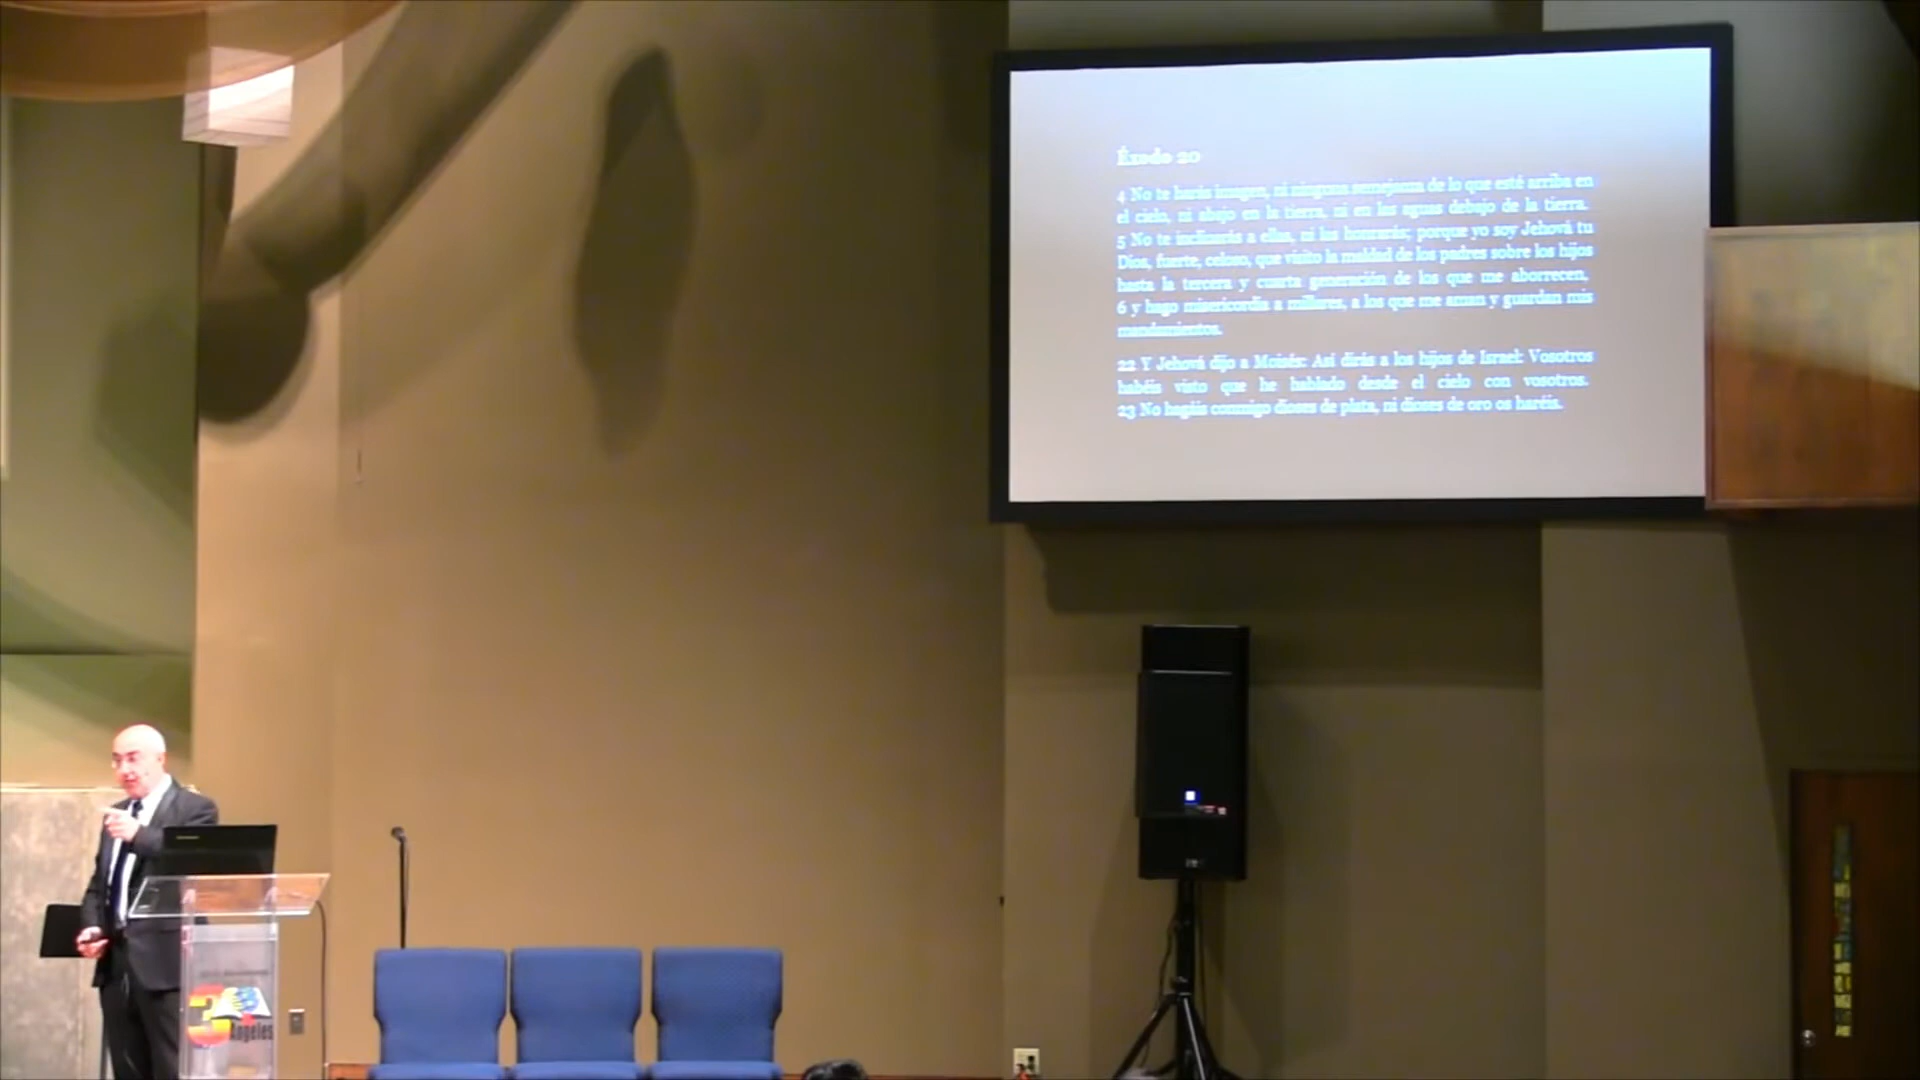 Éxodo 20
4 No te harás imagen, ni ninguna semejanza de lo que esté arriba en
el cielo, ni abajo en la tierra, ni en las aguas debajo de la tierra.
5 No te inclinarás a ellas, ni las honrarás; porque yo soy Jehová tu
Dios, fuerte, celoso, que visito la maldad de los padres sobre los hijos
hasta la tercera y cuarta generación de los que me aborrecen,
6 y hago misericordia a millares, a los que me aman y guardan mis
mandamientos.
22 Y Jehová dijo a Moisés: Así dirás a los hijos de Israel: Vosotros
habéis visto que he hablado desde el cielo con vosotros.
23 No hagáis conmigo dioses de plata, ni dioses de oro os haréis.
3
Angeles